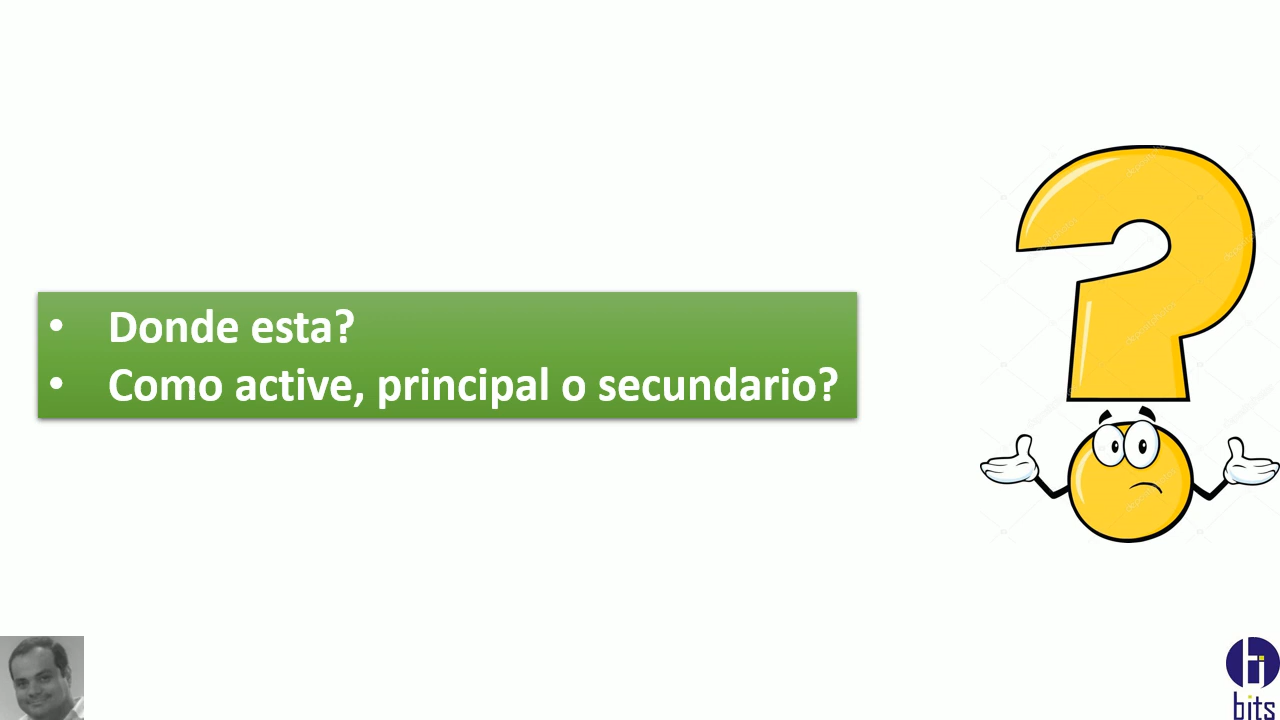 • Donde esta?
• Como active, principal o secundario?
bits